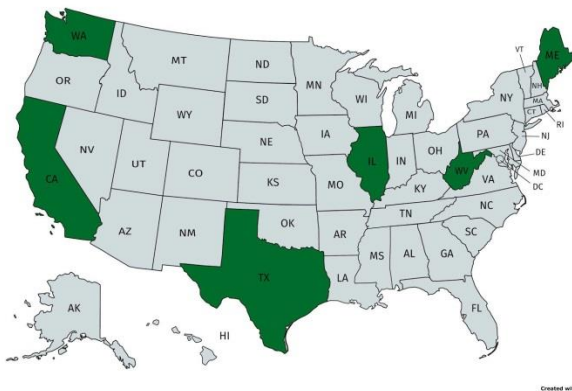 WA
MT
ND
MN
OR
ID
SD
WI
MI
VT
ME
NH
NY
MA
CT
RI
WY
IA
NE
PA
NJ
NV
UT
CO
IL
IN
OH
DE
MD
DC
CA
KS
MO
WV
VA
KY
NC
TN
AZ
NM
OK
AR
SC
MS
AL
GA
TX
LA
FL
AK
HI
Created wi